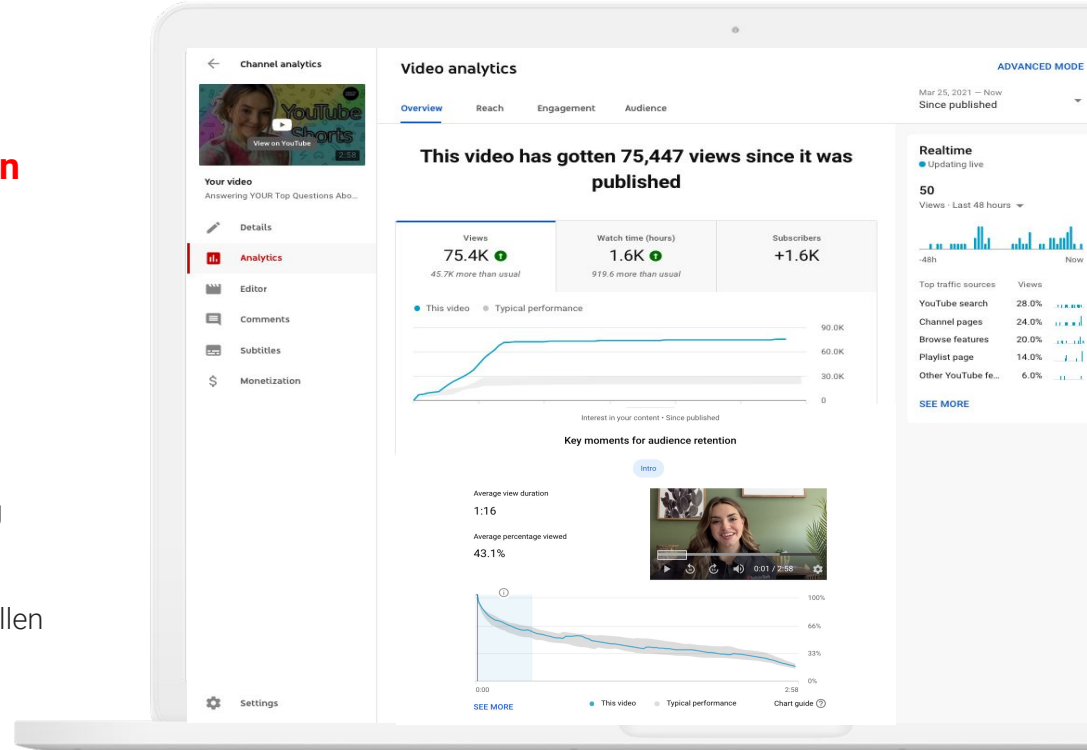 n
llen
Channel analytics
YouTube
Shorts
View on YouTube
2:58
Your video
Answering YOUR Top Questions Abo...
Details
Analytics
Editor
Comments
Subtitles
Monetization
Settings
Video analytics
ADVANCED MODE
Overview Reach Engagement Audience
Mar 25, 2021 – Now
Since published
This video has gotten 75,447 views since it was
published
Views
75.4K
45.7K more than usual
Watch time (hours)
1.6K
919.6 more than usual
Subscribers
+1.6K
This video Typical performance
90.0K
60.0K
30.0K
0
Interest in your content • Since published
Key moments for audience retention
Intro
Average view duration
1:16
Average percentage viewed
43.1%
0:01 / 2:58
100%
66%
33%
0%
0:00 2:58
SEE MORE
This video Typical performance
Chart guide
Realtime
Updating live
50
Views · Last 48 hours
-48h Now
Top traffic sources Views
YouTube search 28.0%
Channel pages 24.0%
Browse features 20.0%
Playlist page 14.0%
Other YouTube fe... 6.0%
SEE MORE